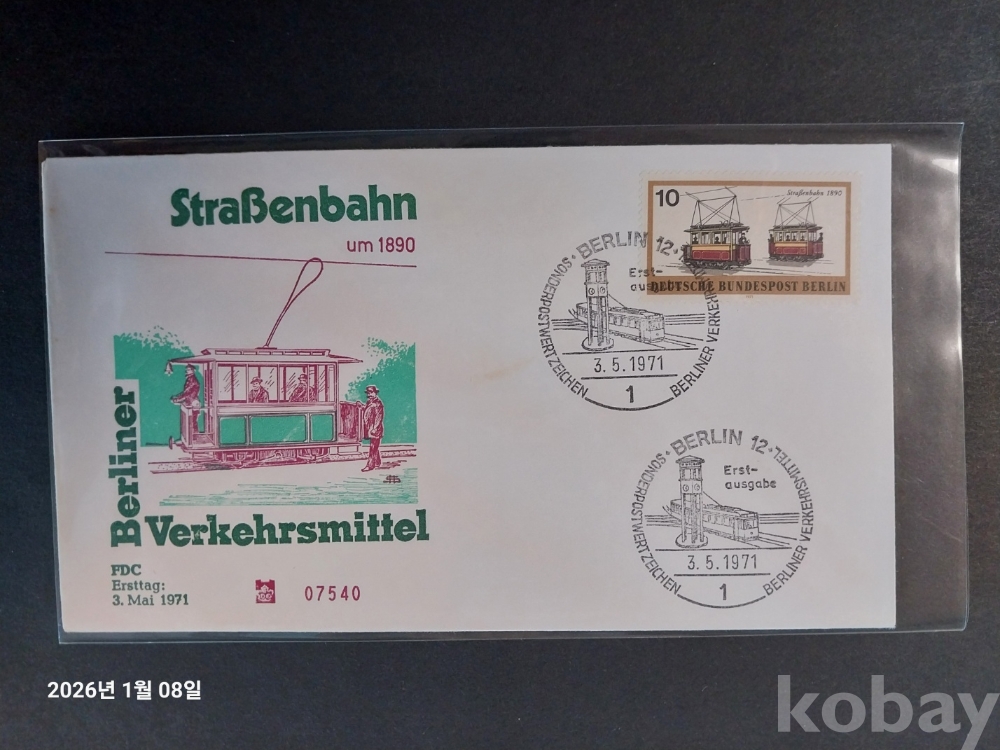 Straßenbahn
um 1890
Berliner
Verkehrsmittel
FDC
Ersttag:
3. Mai 1971
07540
10
Straßenbahn 1890
DEUTSCHE BUNDESPOST BERLIN
BERLIN 12
SONDERPOSTWERTZEICHEN
BERLINER VERKEHRSMITTEL
Erst-
ausgabe
3.5.1971
1
BERLIN 12
SONDERPOSTWERTZEICHEN
BERLINER VERKEHRSMITTEL
Erst-
ausgabe
3.5.1971
1
2026년 1월 08일
kobay